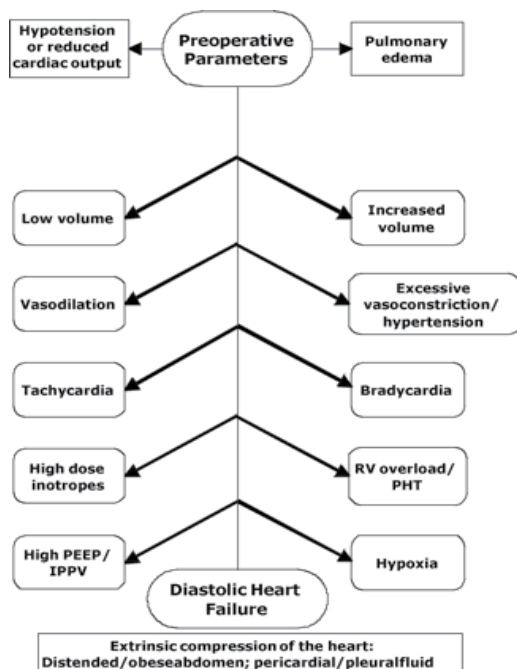 Hypotension
or reduced
cardiac output
Preoperative
Parameters
Pulmonary
edema
Low volume
Increased
volume
Vasodilation
Excessive
vasoconstriction/
hypertension
Tachycardia
Bradycardia
High dose
inotropes
RV overload/
PHT
High PEEP/
IPPV
Hypoxia
Diastolic Heart
Failure
Extrinsic compression of the heart:
Distended/obeseabdomen; pericardial/pleuralfluid